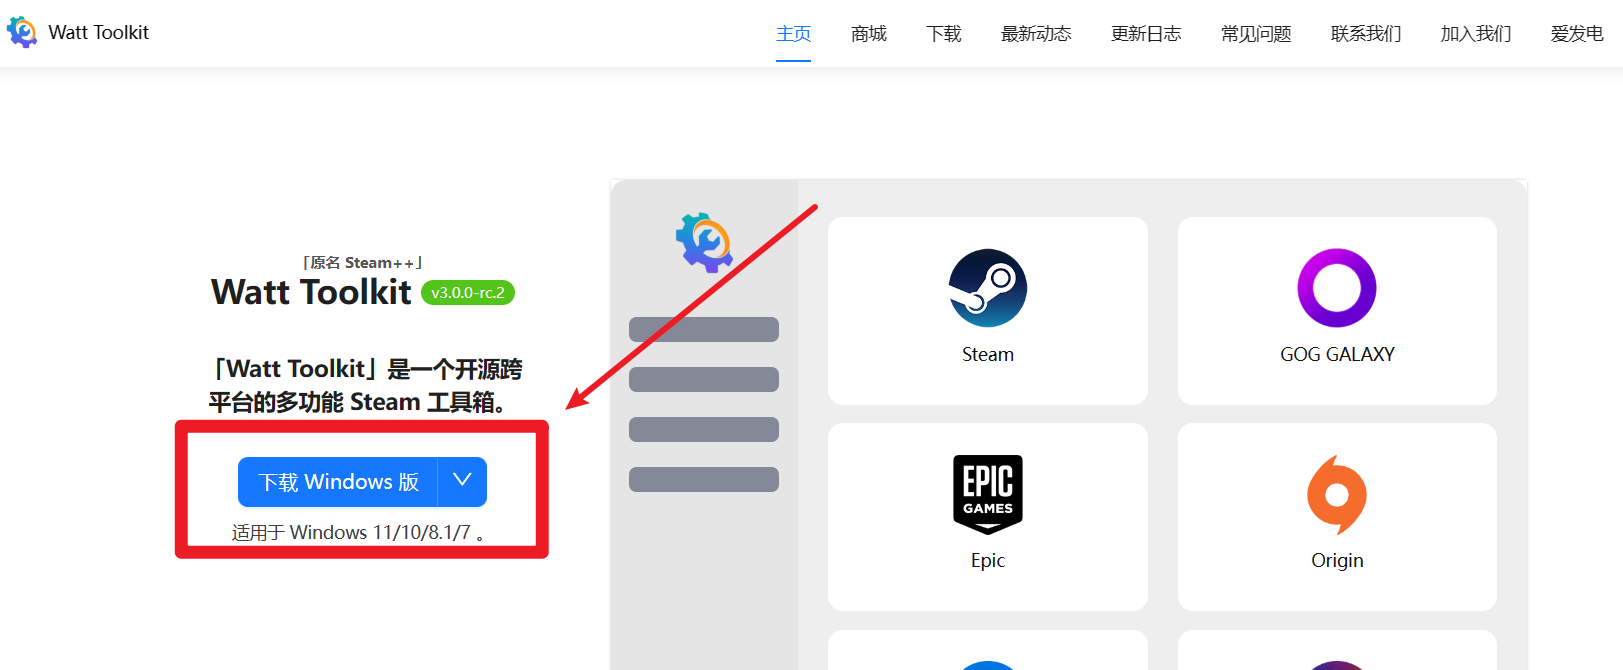 Watt Toolkit
主页
商城
下载
最新动态
更新日志
常见问题
联系我们
加入我们
爱发电
「原名 Steam++」
Watt Toolkit
v3.0.0-rc.2
「Watt Toolkit」是一个开源跨
平台的多功能 Steam 工具箱。
下载 Windows 版
适用于 Windows 11/10/8.1/7 。
Steam
GOG GALAXY
EPIC
GAMES
Epic
Origin